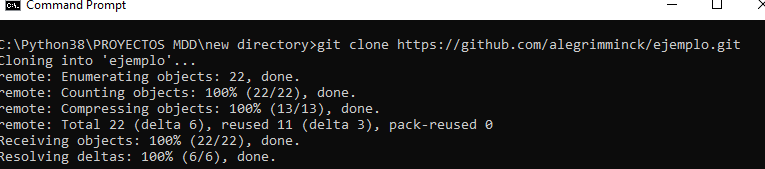 Command Prompt
C:\Python38\PROYECTOS MDD\new directory>git clone https://github.com/alegrimminck/ejemplo.git
Cloning into 'ejemplo'...
remote: Enumerating objects: 22, done.
remote: Counting objects: 100% (22/22), done.
remote: Compressing objects: 100% (13/13), done.
remote: Total 22 (delta 6), reused 11 (delta 3), pack-reused 0
Receiving objects: 100% (22/22), done.
Resolving deltas: 100% (6/6), done.